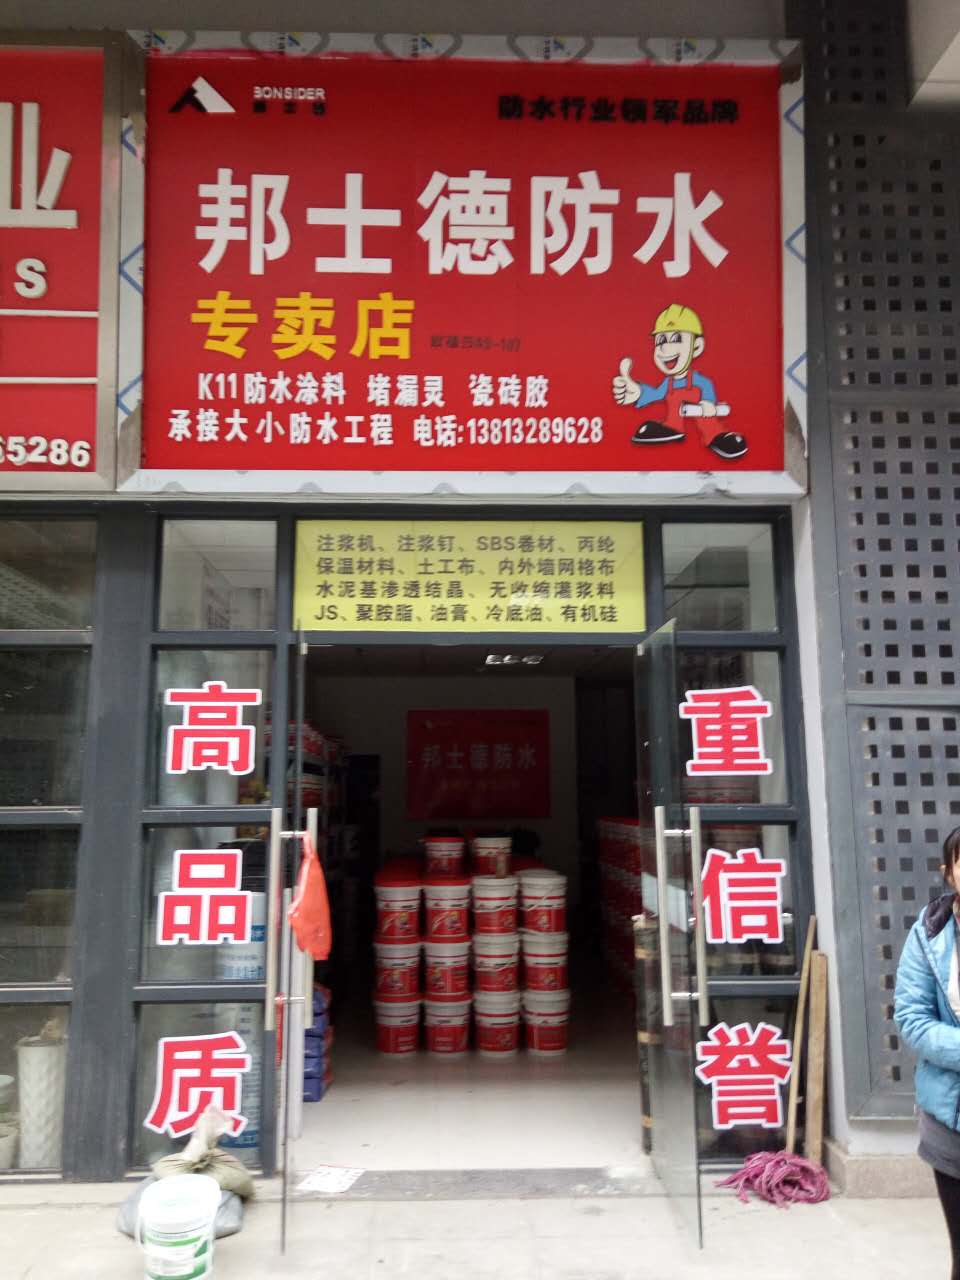 业
S
65286
BONSIDER
邦士德
防水行业领军品牌
邦士德防水
专卖店
K11防水涂料 堵漏灵 瓷砖胶
承接大小防水工程 电话:13813289628
注浆机、注浆钉、SBS卷材、丙纶
保温材料、土工布、内外墙网格布
水泥基渗透结晶、无收缩灌浆料
JS、聚胺脂、油膏、冷底油、有机硅
高品质
重信誉
邦士德防水